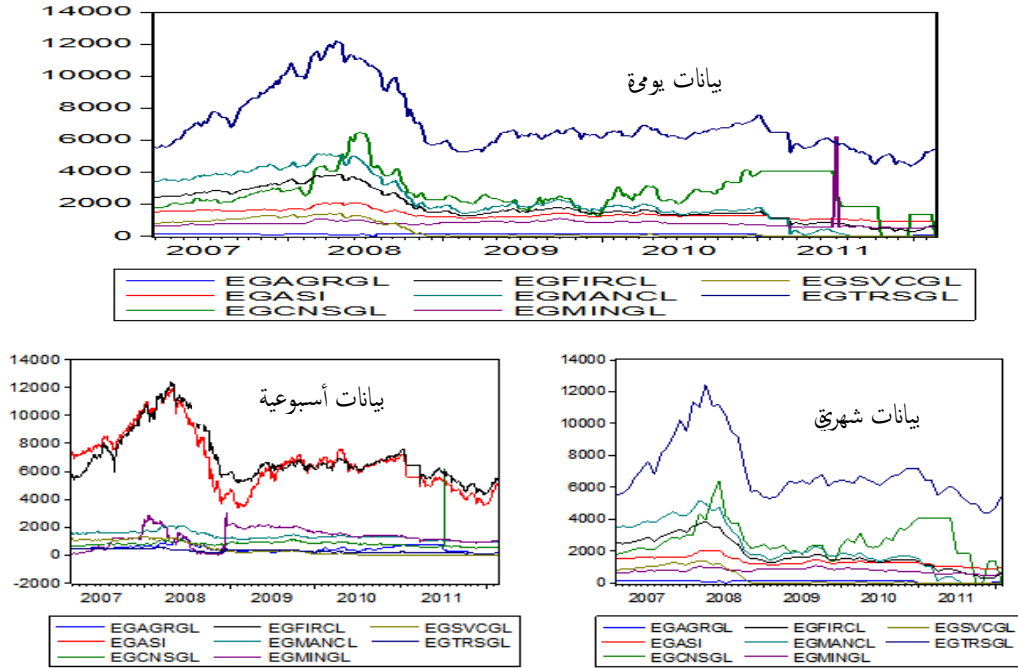 14000
12000
10000
8000
6000
4000
2000
0
بيانات يومية
2007 2008 2009 2010 2011
EGAGRGL EGFIRCL EGSVCGL
EGASI EGMANCL EGTRSGL
EGCNSGL EGMINGL
14000
12000
10000
8000
6000
4000
2000
0
-2000
بيانات أسبوعية
2007 2008 2009 2010 2011
EGAGRGL EGFIRCL EGSVCGL
EGASI EGMANCL EGTRSGL
EGCNSGL EGMINGL
14000
12000
10000
8000
6000
4000
2000
0
بيانات شهرية
2007 2008 2009 2010 2011
EGAGRGL EGFIRCL EGSVCGL
EGASI EGMANCL EGTRSGL
EGCNSGL EGMINGL